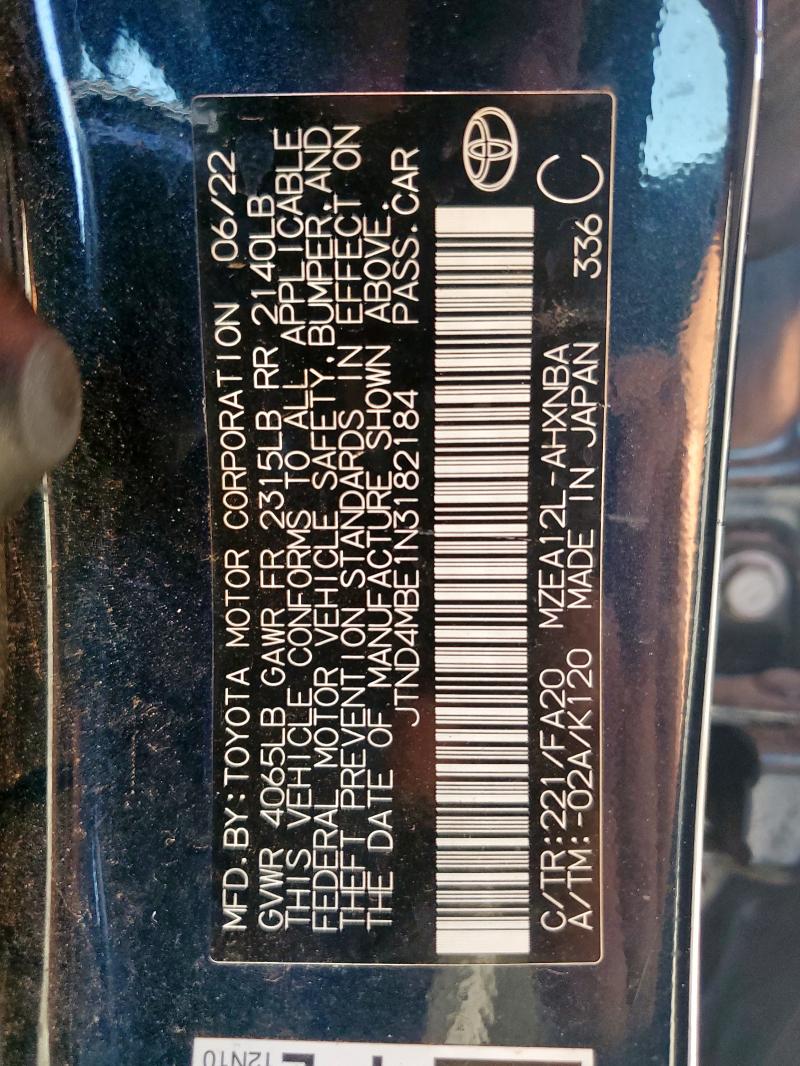 MFD.BY:TOYOTA MOTOR CORPORATION 06/22
GVWR 4065LB GAWR FR 2315LB RR 2140LB
THIS VEHICLE CONFORMS TO ALL APPLICABLE
FEDERAL MOTOR VEHICLE SAFETY,BUMPER,AND
THEFT PREVENTION STANDARDS IN EFFECT ON
THE DATE OF MANUFACTURE SHOWN ABOVE.
JTND4MBE1N3182184 PASS.CAR
C/TR:221/FA20 MZEA12L-AHXNBA
A/TM:-02A/K120 MADE IN JAPAN 336 C
12N10